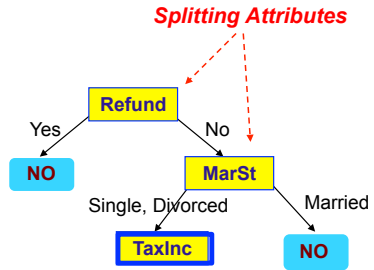 Splitting Attributes
Refund
Yes
No
NO
MarSt
Single, Divorced
Married
TaxInc
NO